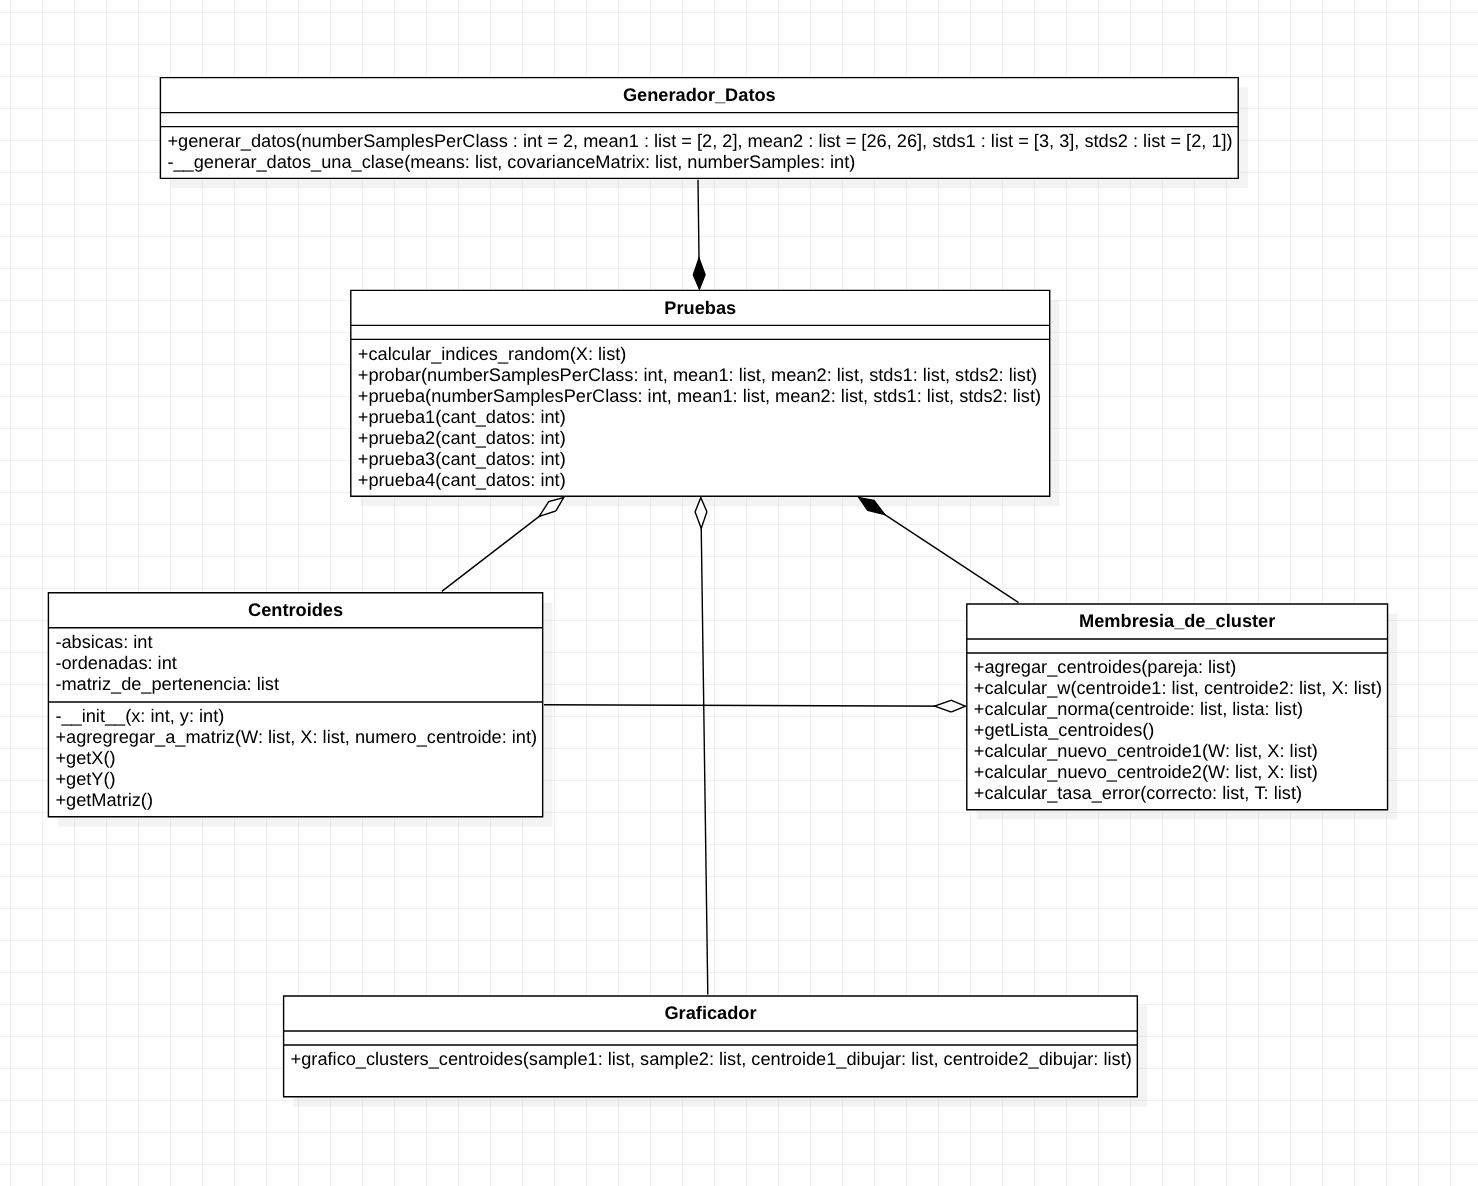 Generador_Datos
+generar_datos(numberSamplesPerClass : int = 2, mean1 : list = [2, 2], mean2 : list = [26, 26], stds1 : list = [3, 3], stds2 : list = [2, 1])
-__generar_datos_una_clase(means: list, covarianceMatrix: list, numberSamples: int)
Pruebas
+calcular_indices_random(X: list)
+probar(numberSamplesPerClass: int, mean1: list, mean2: list, stds1: list, stds2: list)
+prueba(numberSamplesPerClass: int, mean1: list, mean2: list, stds1: list, stds2: list)
+prueba1(cant_datos: int)
+prueba2(cant_datos: int)
+prueba3(cant_datos: int)
+prueba4(cant_datos: int)
Centroides
-absicas: int
-ordenadas: int
-matriz_de_pertenencia: list
-__init__(x: int, y: int)
+agregregar_a_matriz(W: list, X: list, numero_centroide: int)
+getX()
+getY()
+getMatriz()
Membresia_de_cluster
+agregar_centroides(pareja: list)
+calcular_w(centroide1: list, centroide2: list, X: list)
+calcular_norma(centroide: list, lista: list)
+getLista_centroides()
+calcular_nuevo_centroide1(W: list, X: list)
+calcular_nuevo_centroide2(W: list, X: list)
+calcular_tasa_error(correcto: list, T: list)
Graficador
+grafico_clusters_centroides(sample1: list, sample2: list, centroide1_dibujar: list, centroide2_dibujar: list)